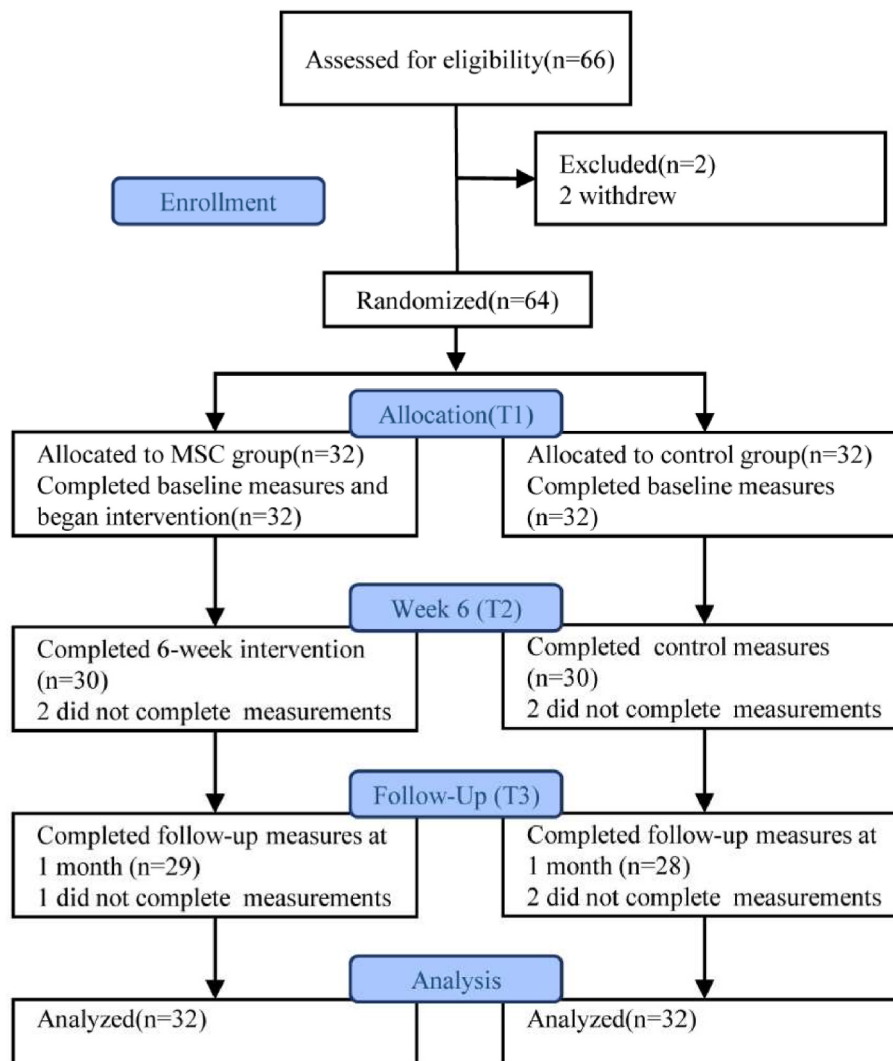 Assessed for eligibility(n=66)
Excluded(n=2)
2 withdrew
Enrollment
Randomized(n=64)
Allocation(T1)
Allocated to MSC group(n=32)
Completed baseline measures and
began intervention(n=32)
Allocated to control group(n=32)
Completed baseline measures
(n=32)
Week 6 (T2)
Completed 6-week intervention
(n=30)
2 did not complete measurements
Completed control measures
(n=30)
2 did not complete measurements
Follow-Up (T3)
Completed follow-up measures at
1 month (n=29)
1 did not complete measurements
Completed follow-up measures at
1 month (n=28)
2 did not complete measurements
Analysis
Analyzed(n=32)
Analyzed(n=32)